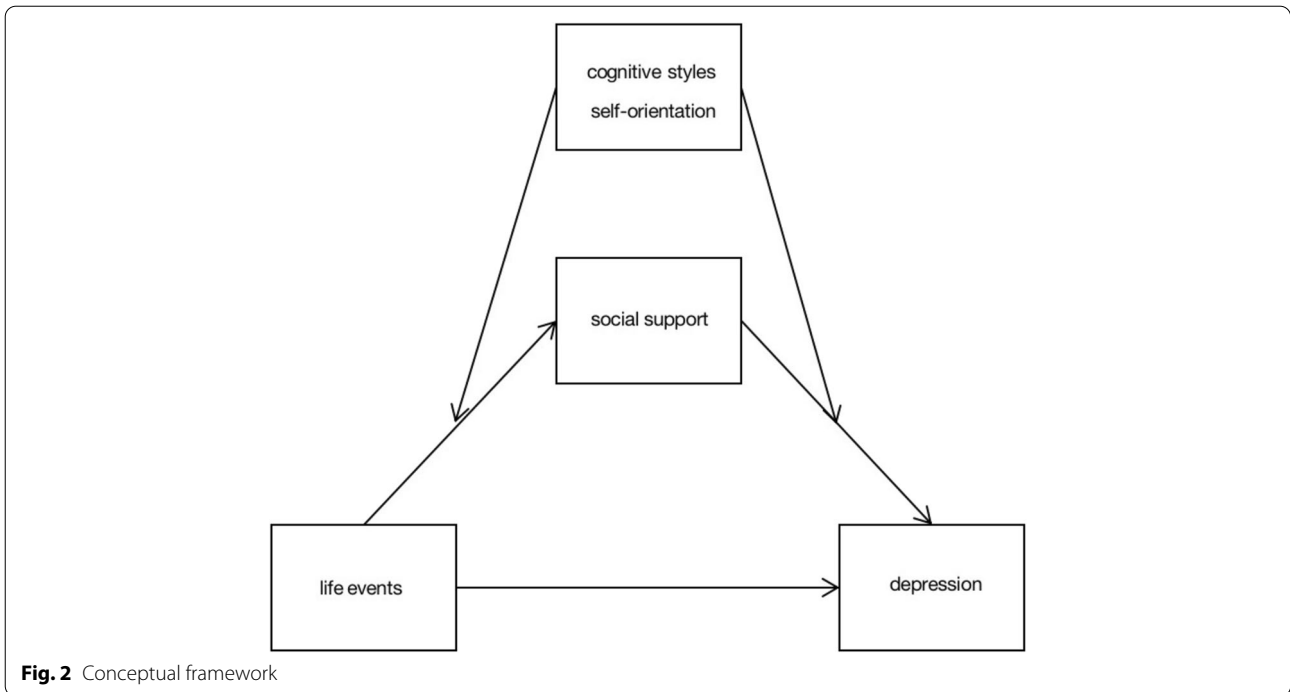 cognitive styles
self-orientation
social support
life events
depression
Fig. 2 Conceptual framework